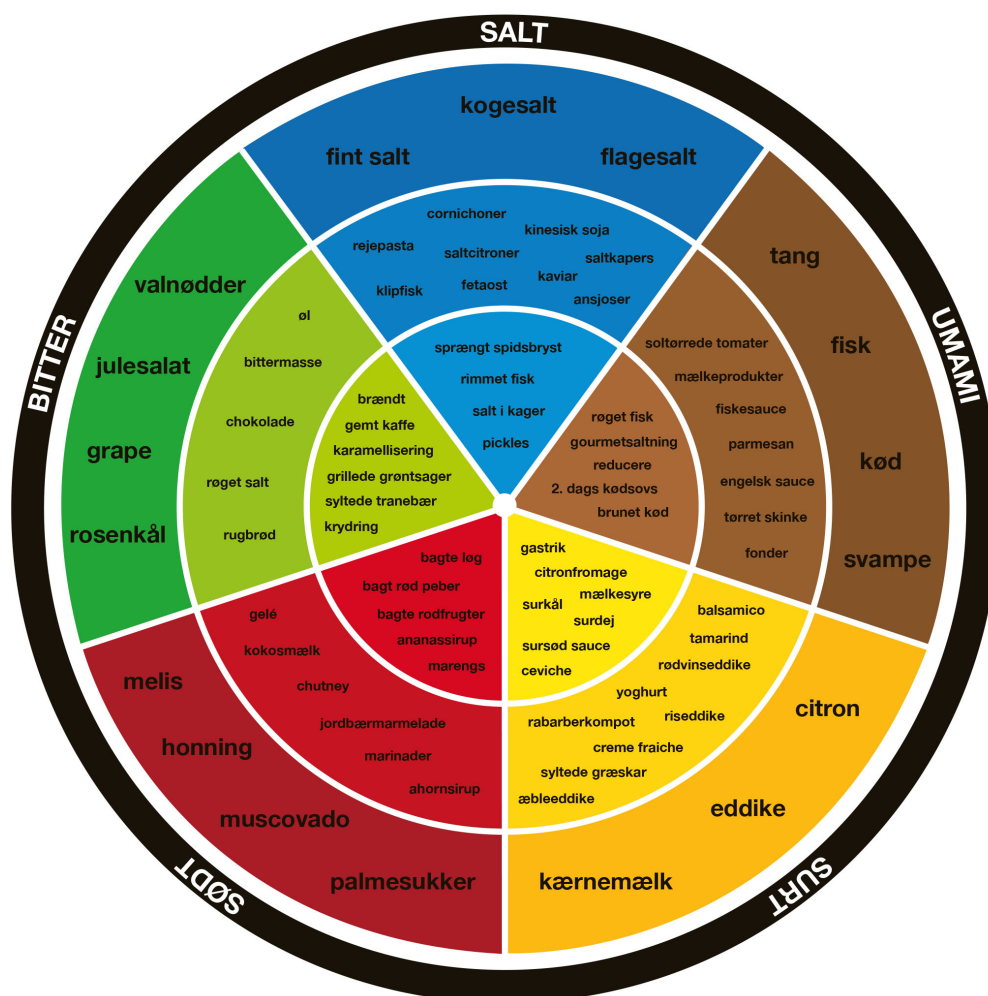 SALT
kogesalt
fint salt
flagesalt
cornichoner
kinesisk soja
rejepasta
saltcitroner
saltkapers
kaviar
fetaost
klipfisk
ansjoser
sprængt spidsbryst
rimmet fisk
salt i kager
pickles
UMAMI
tang
fisk
kød
svampe
soltørrede tomater
mælkeprodukter
fiskesauce
parmesan
engelsk sauce
tørret skinke
fonder
røget fisk
gourmetsaltning
reducere
2. dags kødsovs
brunet kød
SURT
citron
eddike
kærnemælk
balsamico
tamarind
rødvinseddike
yoghurt
riseddike
rabarberkompot
creme fraiche
syltede græskar
æbleeddike
gastrik
citronfromage
mælkesyre
surkål
surdej
sursød sauce
ceviche
SØDT
melis
honning
muscovado
palmesukker
gelé
kokosmælk
chutney
jordbærmarmelade
marinader
ahornsirup
bagte løg
bagt rød peber
bagte rodfrugter
ananassirup
marengs
BITTER
valnødder
julesalat
grape
rosenkål
øl
bittermasse
chokolade
røget salt
rugbrød
brændt
gemt kaffe
karamellisering
grillede grøntsager
syltede tranebær
krydring